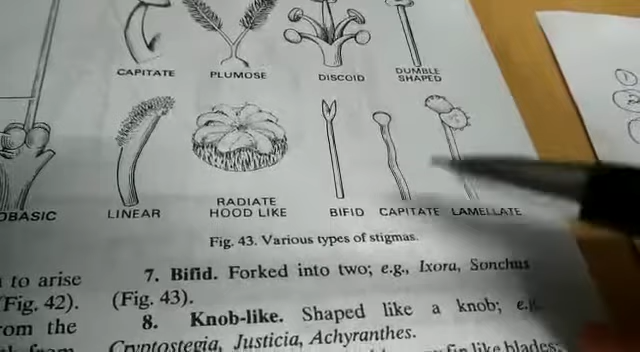 CAPITATE PLUMOSE DISCOID DUMBLE SHAPED
OBASIC LINEAR RADIATE HOOD LIKE BIFID CAPITATE LAMELLATE
Fig. 43. Various types of stigmas.
to arise
(Fig. 42).
rom the
7. Bifid. Forked into two; e.g., Ixora, Sonchus
(Fig. 43).
8. Knob-like. Shaped like a knob; e.g.
Cryptostegia, Justicia, Achyranthes.
like blades;